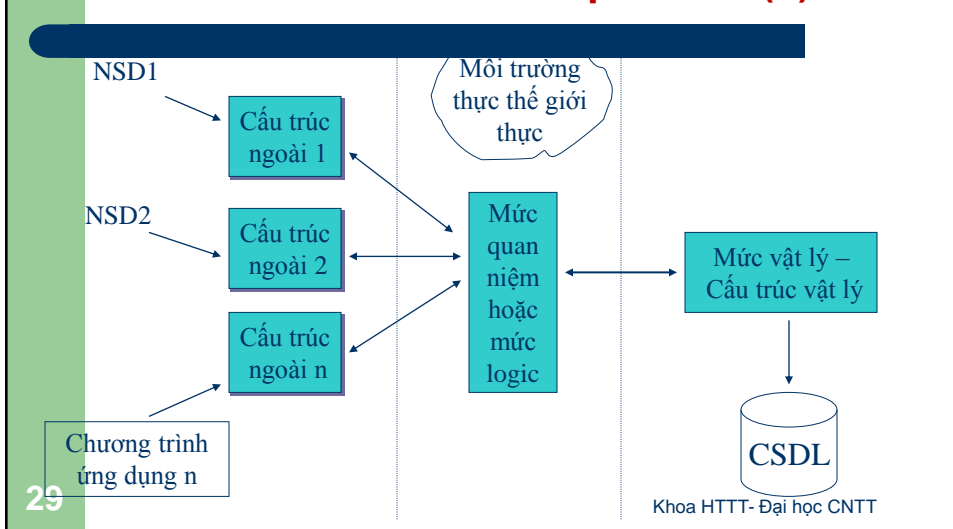 NSD1
Cấu trúc
ngoài 1
NSD2
Cấu trúc
ngoài 2
Cấu trúc
ngoài n
Chương trình
ứng dụng n
Môi trường
thực thế giới
thực
Mức
quan
niệm
hoặc
mức
logic
Mức vật lý –
Cấu trúc vật lý
CSDL
29
Khoa HTTT- Đại học CNTT